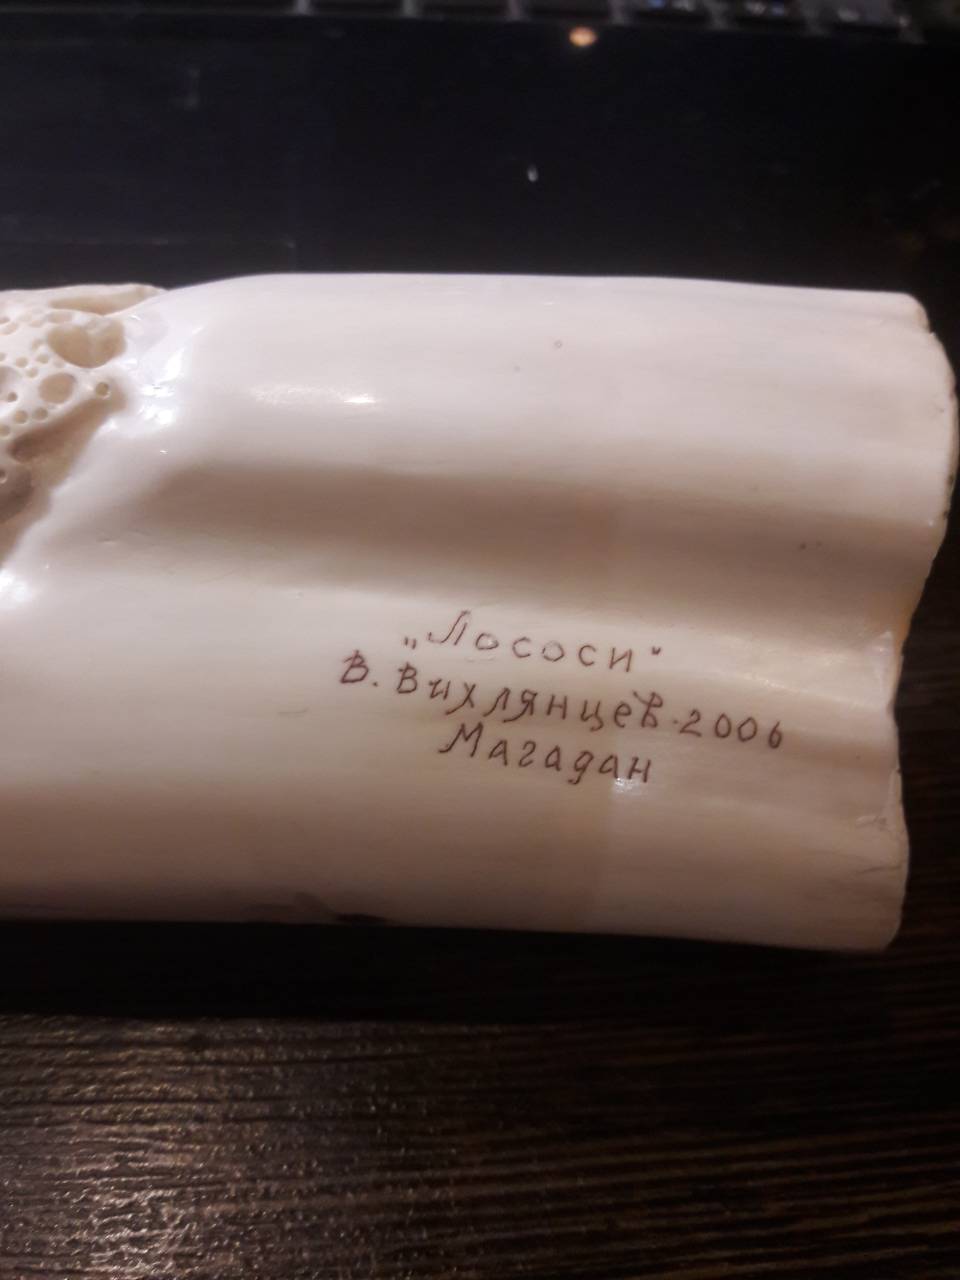 „Лососи"
В. Вихлянцев. 2006
Магадан